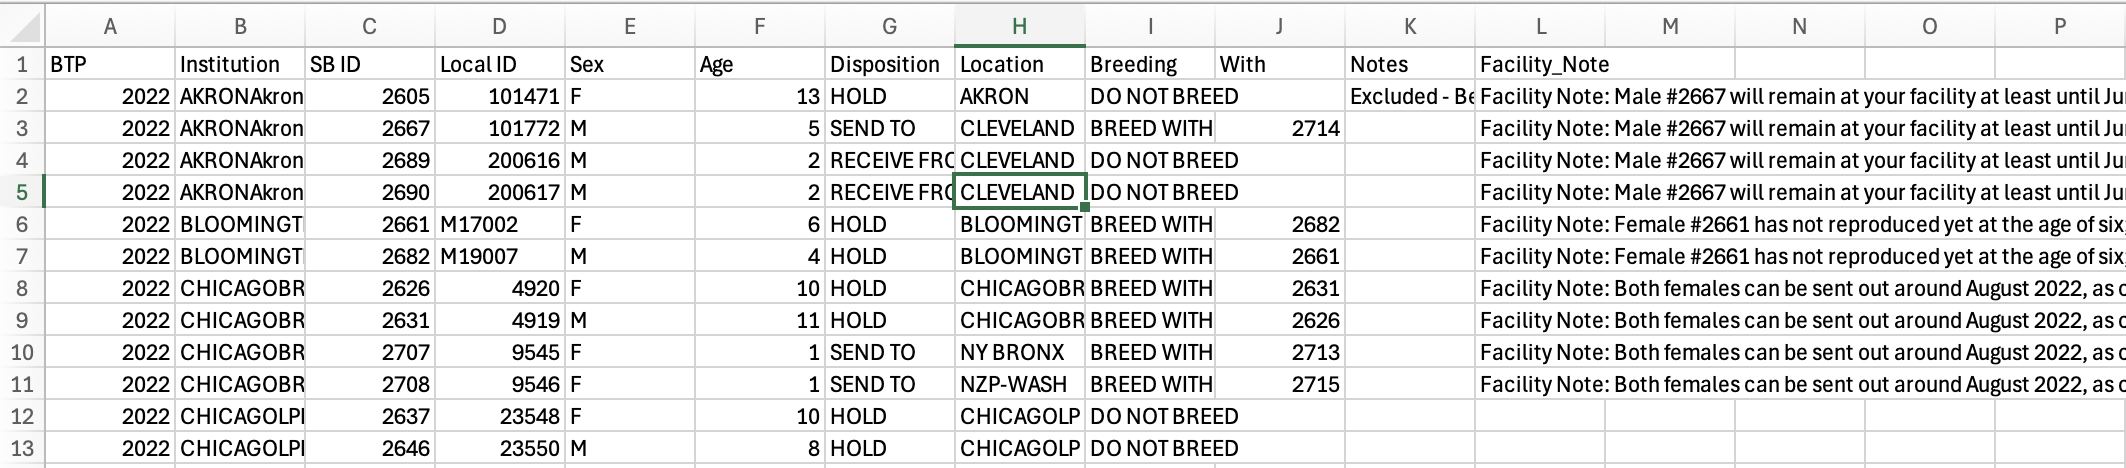 A B C D E F G H I J K L M N O P
1 BTP Institution SB ID Local ID Sex Age Disposition Location Breeding With Notes Facility_Note
2 2022 AKRONAkron 2605 101471 F 13 HOLD AKRON DO NOT BREED Excluded - Be Facility Note: Male #2667 will remain at your facility at least until Ju
3 2022 AKRONAkron 2667 101772 M 5 SEND TO CLEVELAND BREED WITH 2714 Facility Note: Male #2667 will remain at your facility at least until Ju
4 2022 AKRONAkron 2689 200616 M 2 RECEIVE FRO CLEVELAND DO NOT BREED Facility Note: Male #2667 will remain at your facility at least until Ju
5 2022 AKRONAkron 2690 200617 M 2 RECEIVE FRO CLEVELAND DO NOT BREED Facility Note: Male #2667 will remain at your facility at least until Ju
6 2022 BLOOMINGT 2661 M17002 F 6 HOLD BLOOMINGT BREED WITH 2682 Facility Note: Female #2661 has not reproduced yet at the age of six;
7 2022 BLOOMINGT 2682 M19007 M 4 HOLD BLOOMINGT BREED WITH 2661 Facility Note: Female #2661 has not reproduced yet at the age of six;
8 2022 CHICAGOBR 2626 4920 F 10 HOLD CHICAGOBR BREED WITH 2631 Facility Note: Both females can be sent out around August 2022, as o
9 2022 CHICAGOBR 2631 4919 M 11 HOLD CHICAGOBR BREED WITH 2626 Facility Note: Both females can be sent out around August 2022, as o
10 2022 CHICAGOBR 2707 9545 F 1 SEND TO NY BRONX BREED WITH 2713 Facility Note: Both females can be sent out around August 2022, as o
11 2022 CHICAGOBR 2708 9546 F 1 SEND TO NZP-WASH BREED WITH 2715 Facility Note: Both females can be sent out around August 2022, as o
12 2022 CHICAGOLP 2637 23548 F 10 HOLD CHICAGOLP DO NOT BREED
13 2022 CHICAGOLP 2646 23550 M 8 HOLD CHICAGOLP DO NOT BREED